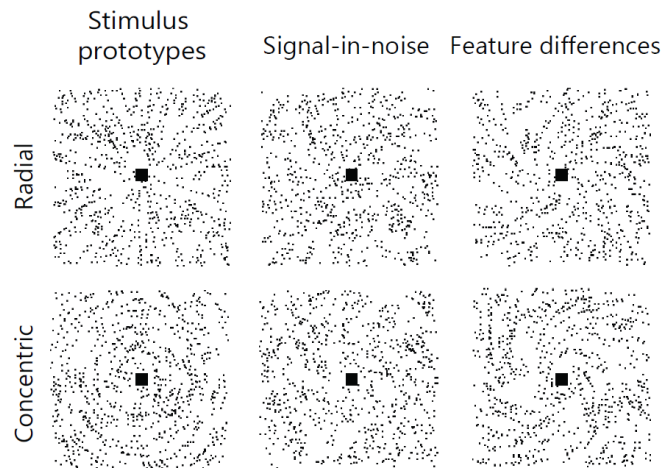 Stimulus
prototypes
Signal-in-noise
Feature differences
Radial
Concentric